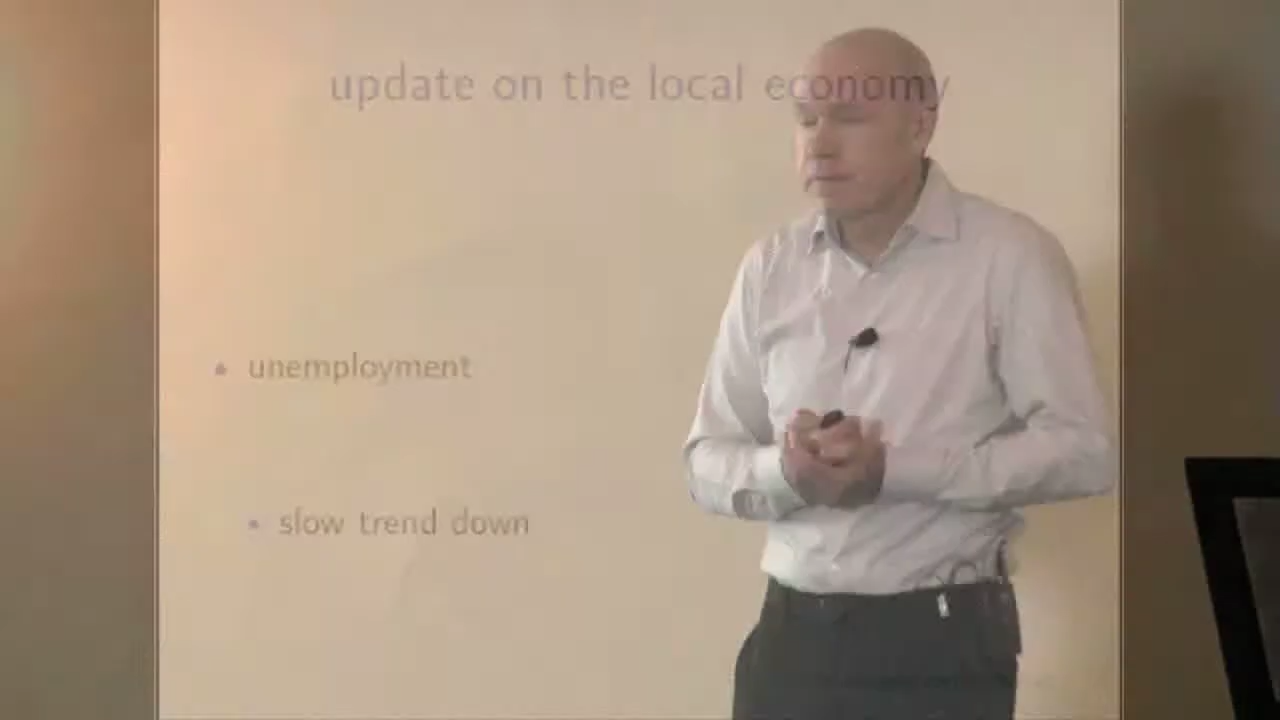 update on the local economy
unemployment
slow trend down